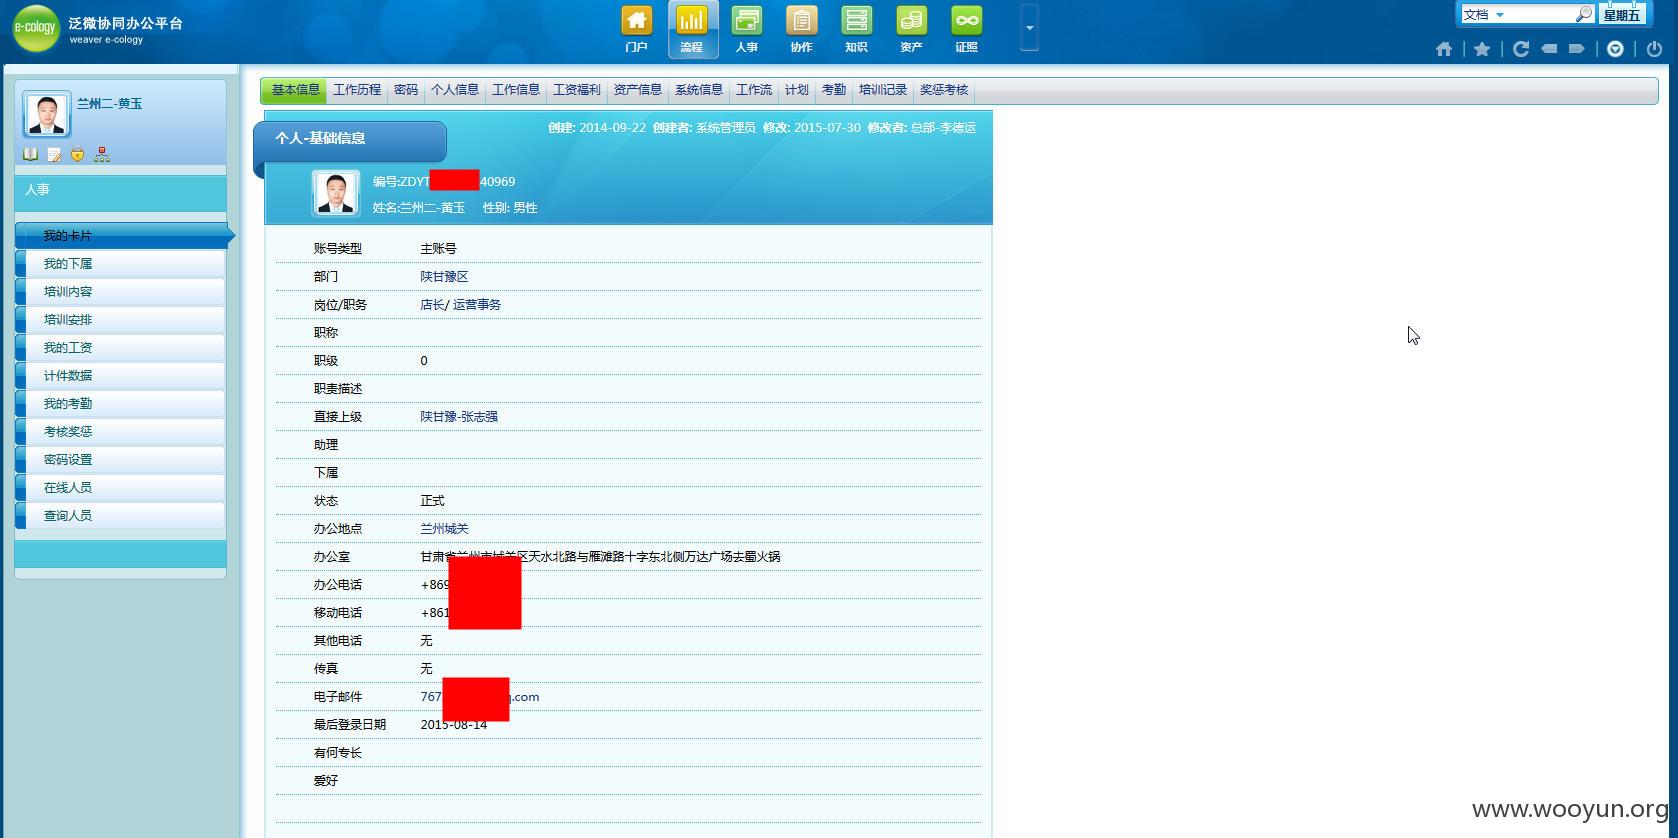 e-cology
泛微协同办公平台
weaver e-cology
门户 流程 人事 协作 知识 资产 证照
文档
星期五
兰州二-黄玉
人事
我的卡片
我的下属
培训内容
培训安排
我的工资
计件数据
我的考勤
考核奖惩
密码设置
在线人员
查询人员
基本信息 工作历程 密码 个人信息 工作信息 工资福利 资产信息 系统信息 工作流 计划 考勤 培训记录 奖惩考核
个人-基础信息
创建: 2014-09-22 创建者: 系统管理员 修改: 2015-07-30 修改者: 总部-李德运
编号:ZDYT 40969
姓名:兰州二-黄玉 性别: 男性
账号类型 主账号
部门 陕甘豫区
岗位/职务 店长/ 运营事务
职称
职级 0
职责描述
直接上级 陕甘豫-张志强
助理
下属
状态 正式
办公地点 兰州城关
办公室 甘肃省兰州市城关区天水北路与雁滩路十字东北侧万达广场去蜀火锅
办公电话 +869
移动电话 +861
其他电话 无
传真 无
电子邮件 767 q.com
最后登录日期 2015-08-14
有何专长
爱好
www.wooyun.org